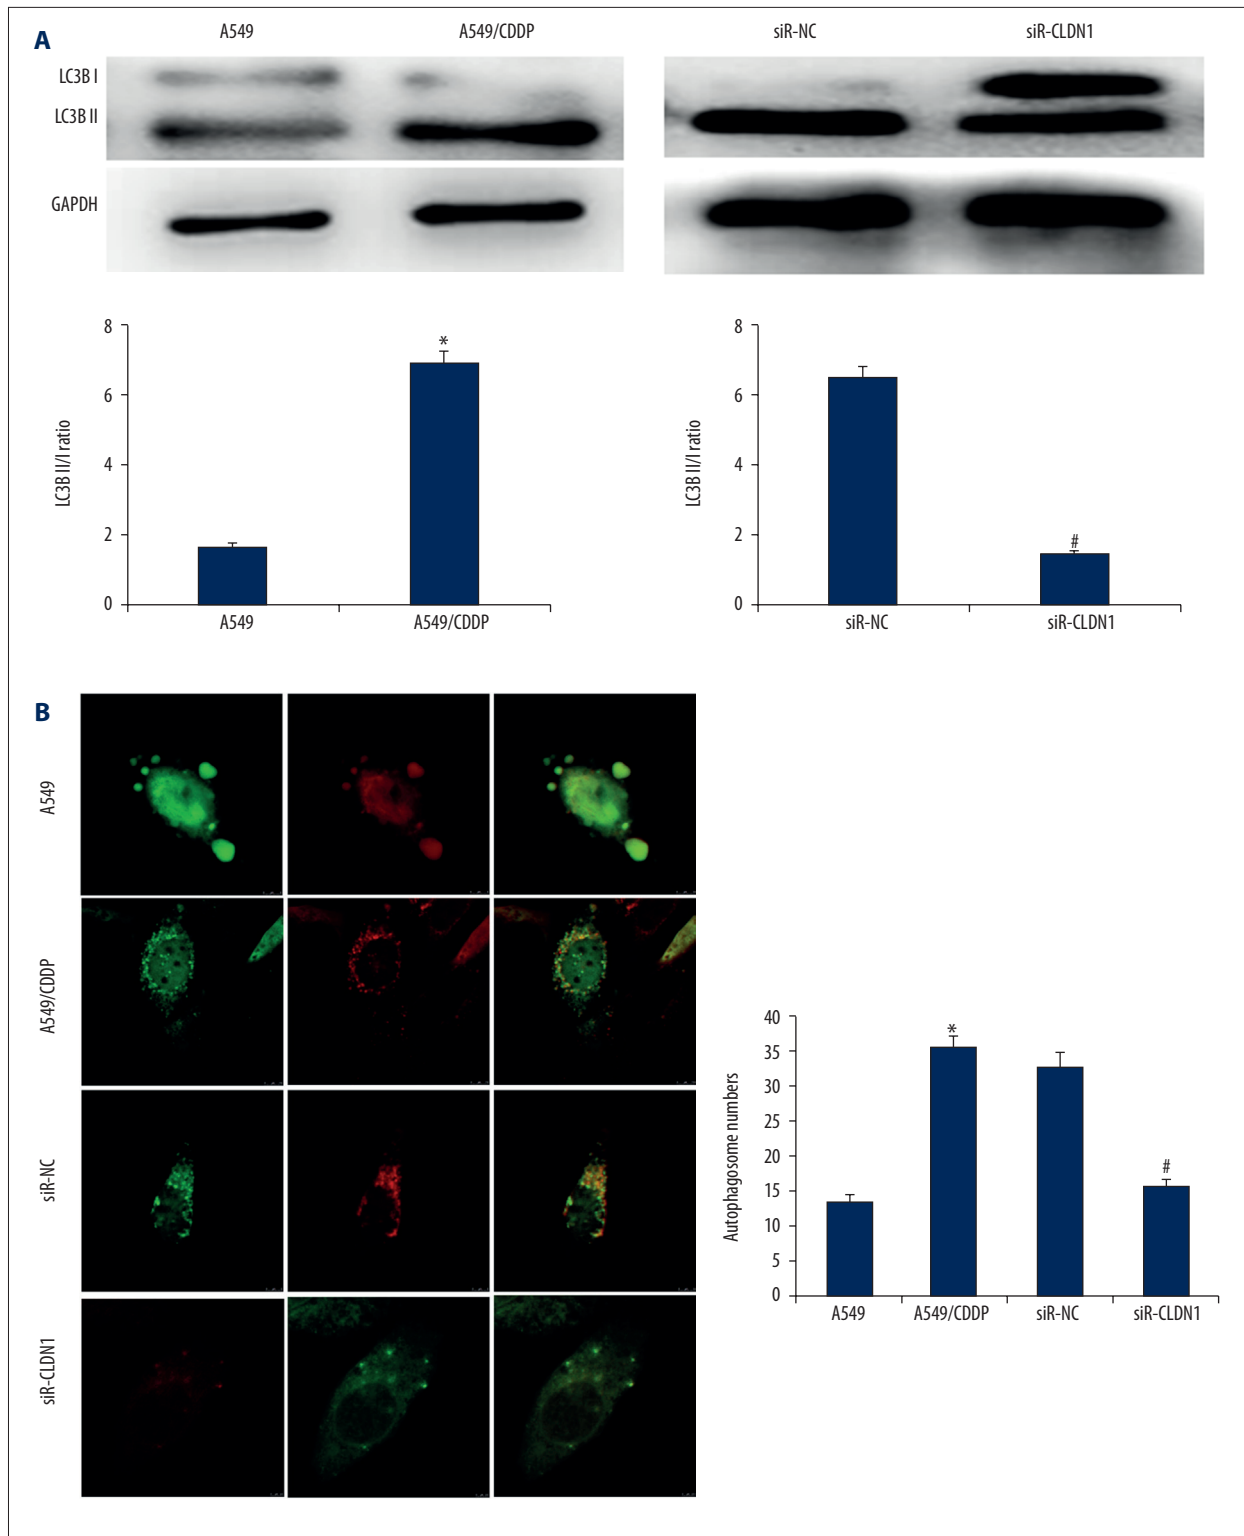 A
A549
A549/CDDP
siR-NC
siR-CLDN1
LC3B I
LC3B II
GAPDH
8
6
4
2
0
LC3B II/I ratio
*
A549
A549/CDDP
8
6
4
2
0
LC3B II/I ratio
#
siR-NC
siR-CLDN1
B
A549
A549/CDDP
siR-NC
siR-CLDN1
40
35
30
25
20
15
10
5
0
Autophagosome numbers
*
#
A549
A549/CDDP
siR-NC
siR-CLDN1